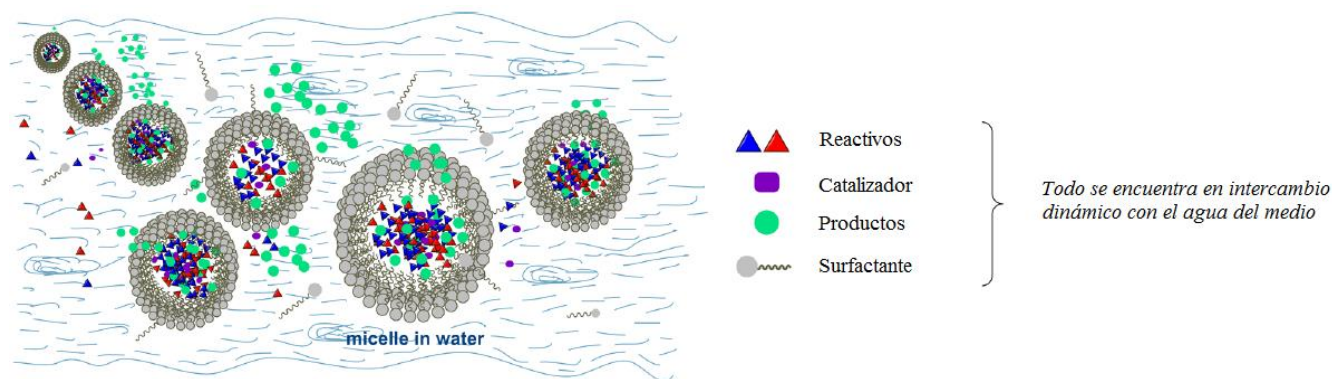 micelle in water
Reactivos
Catalizador
Productos
Surfactante
Todo se encuentra en intercambio
dinámico con el agua del medio